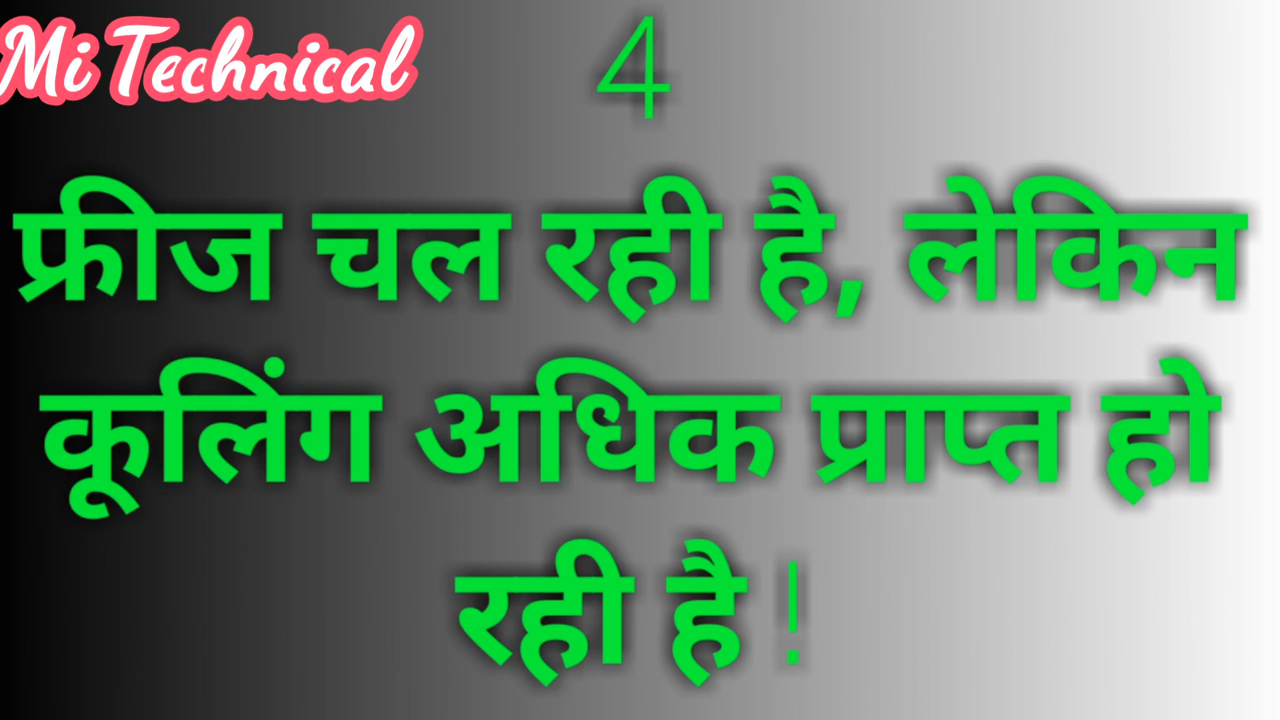 Mi Technical
4
फ्रीज चल रही है, लेकिन
कूलिंग अधिक प्राप्त हो
रही है !